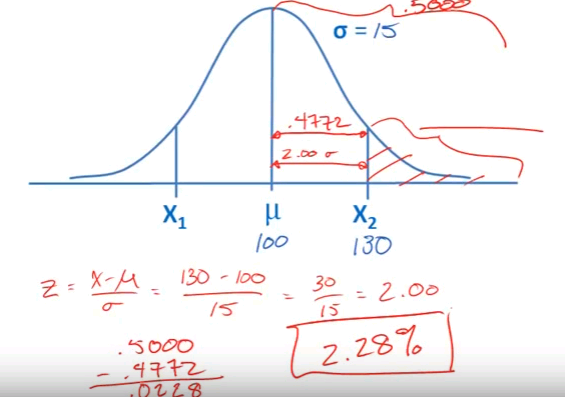 .5000
σ = 15
.4772
2.00 σ
X₁ μ X₂
100 130
Z = X-μ/σ = 130-100/15 = 30/15 = 2.00
.5000
- .4772
.0228
2.28%